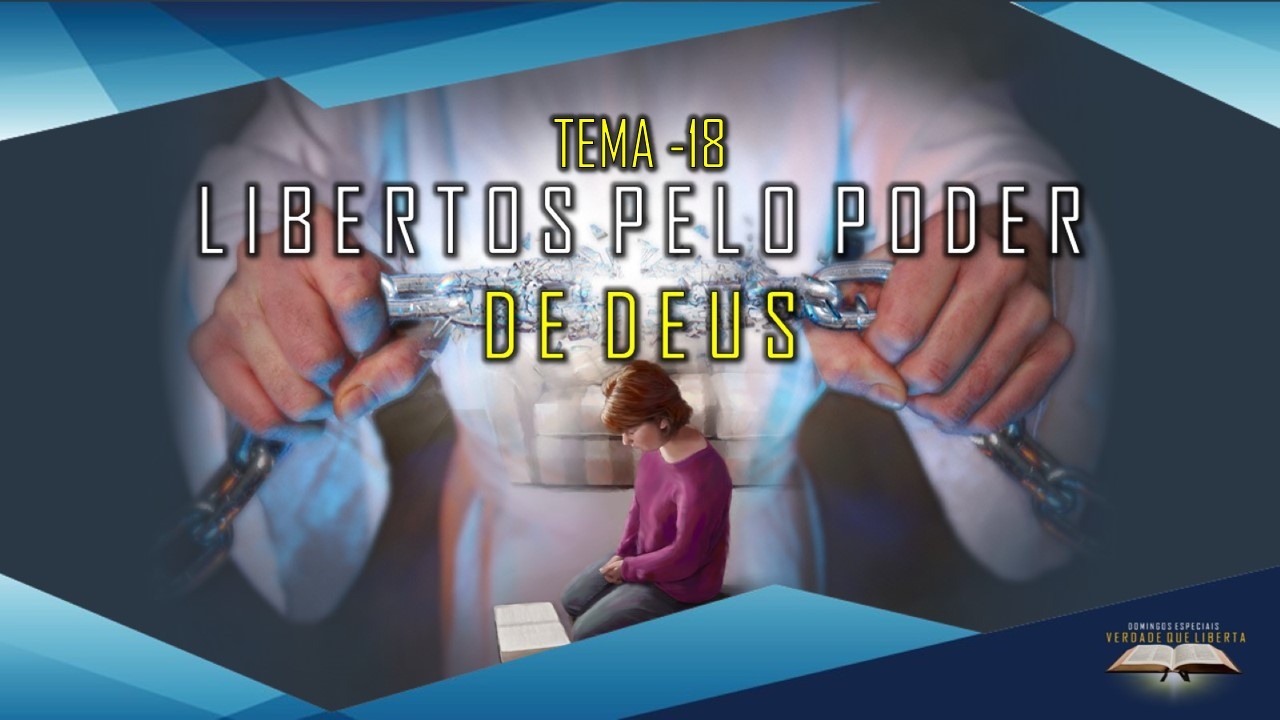 TEMA -18
LIBERTOS PELO PODER
DE DEUS
DOMINGOS ESPECIAIS
VERDADE QUE LIBERTA